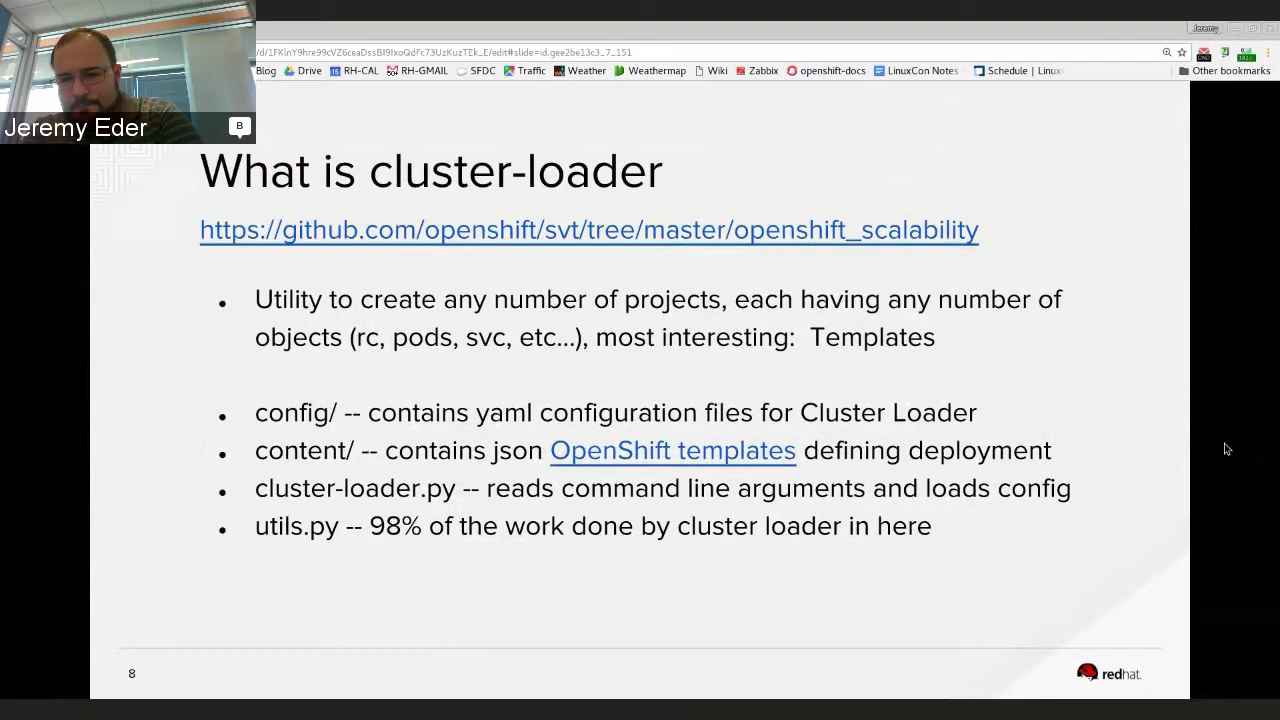 Jeremy
/d/1FKlnY9hre99cVZ6ceaDssBI9IxoQdFc73UzKuzTEk_E/edit#slide=id.gee2be13c3_7_151
Blog Drive RH-CAL RH-GMAIL SFDC Traffic Weather Weathermap Wiki Zabbix openshift-docs LinuxCon Notes Schedule | Linux Other bookmarks
Jeremy Eder
B
What is cluster-loader
https://github.com/openshift/svt/tree/master/openshift_scalability
• Utility to create any number of projects, each having any number of
objects (rc, pods, svc, etc...), most interesting: Templates
• config/ -- contains yaml configuration files for Cluster Loader
• content/ -- contains json OpenShift templates defining deployment
• cluster-loader.py -- reads command line arguments and loads config
• utils.py -- 98% of the work done by cluster loader in here
8
redhat.